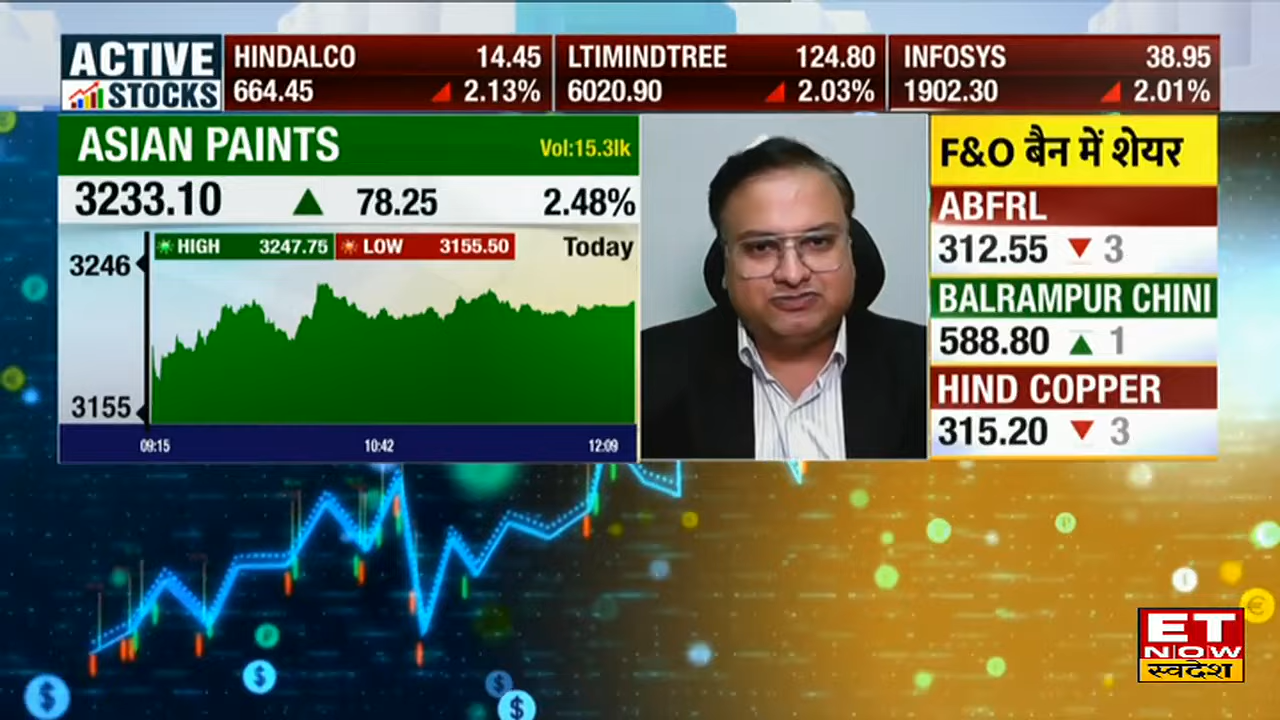 ACTIVE STOCKS
HINDALCO 14.45
664.45 2.13%
LTIMINDTREE 124.80
6020.90 2.03%
INFOSYS 38.95
1902.30 2.01%
ASIAN PAINTS Vol:15.3lk
3233.10 78.25 2.48%
HIGH 3247.75 LOW 3155.50 Today
3246
3155
09:15 10:42 12:09
F&O बैन में शेयर
ABFRL
312.55 3
BALRAMPUR CHINI
588.80 1
HIND COPPER
315.20 3
ET
NOW
स्वदेश